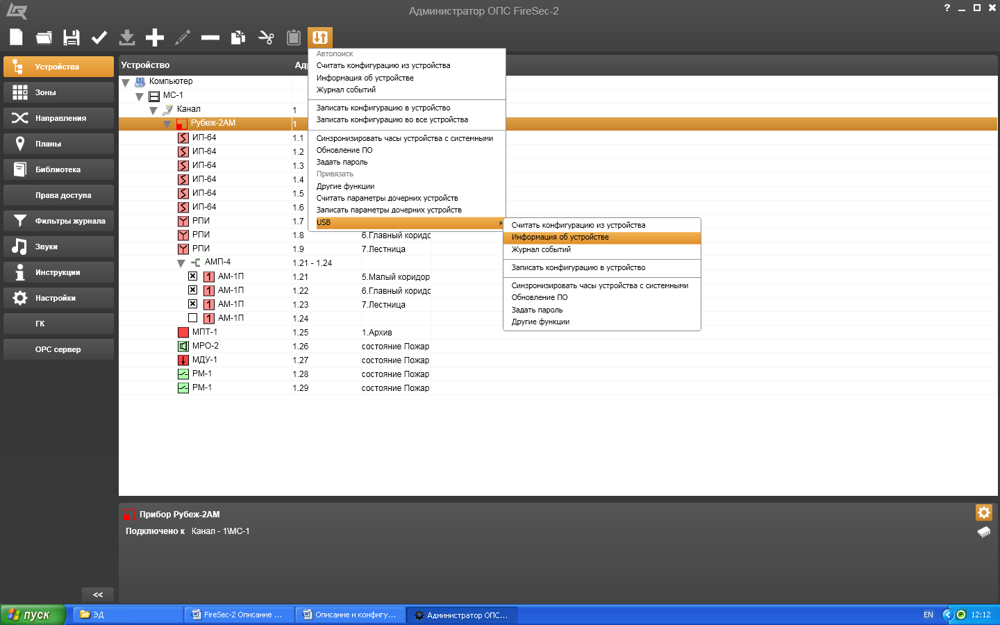 Администратор ОПС FireSec-2
?
Устройства
Зоны
Направления
Планы
Библиотека
Права доступа
Фильтры журнала
Звуки
Инструкции
Настройки
ГК
OPC сервер
<<
Устройство Адр
Компьютер
МС-1
Канал 1
Рубеж-2АМ 1
ИП-64 1.1
ИП-64 1.2
ИП-64 1.3
ИП-64 1.4
ИП-64 1.5
ИП-64 1.6
РПИ 1.7
РПИ 1.8 6.Главный коридо
РПИ 1.9 7.Лестница
АМП-4 1.21 - 1.24
1 АМ-1П 1.21 5.Малый коридор
1 АМ-1П 1.22 6.Главный коридо
1 АМ-1П 1.23 7.Лестница
1 АМ-1П 1.24
МПТ-1 1.25 1.Архив
МРО-2 1.26 состояние Пожар
МДУ-1 1.27 состояние Пожар
РМ-1 1.28 состояние Пожар
РМ-1 1.29 состояние Пожар
Автопоиск
Считать конфигурацию из устройства
Информация об устройстве
Журнал событий
Записать конфигурацию в устройство
Записать конфигурацию во все устройства
Синхронизировать часы устройства с системными
Обновление ПО
Задать пароль
Привязать
Другие функции
Считать параметры дочерних устройств
Записать параметры дочерних устройств
USB
Считать конфигурацию из устройства
Информация об устройстве
Журнал событий
Записать конфигурацию в устройство
Синхронизировать часы устройства с системными
Обновление ПО
Задать пароль
Другие функции
Прибор Рубеж-2АМ
Подключено к Канал - 1\МС-1
пуск
ЭД
FireSec-2 Описание ...
Описание и конфигу...
Администратор ОПС...
EN
12:12